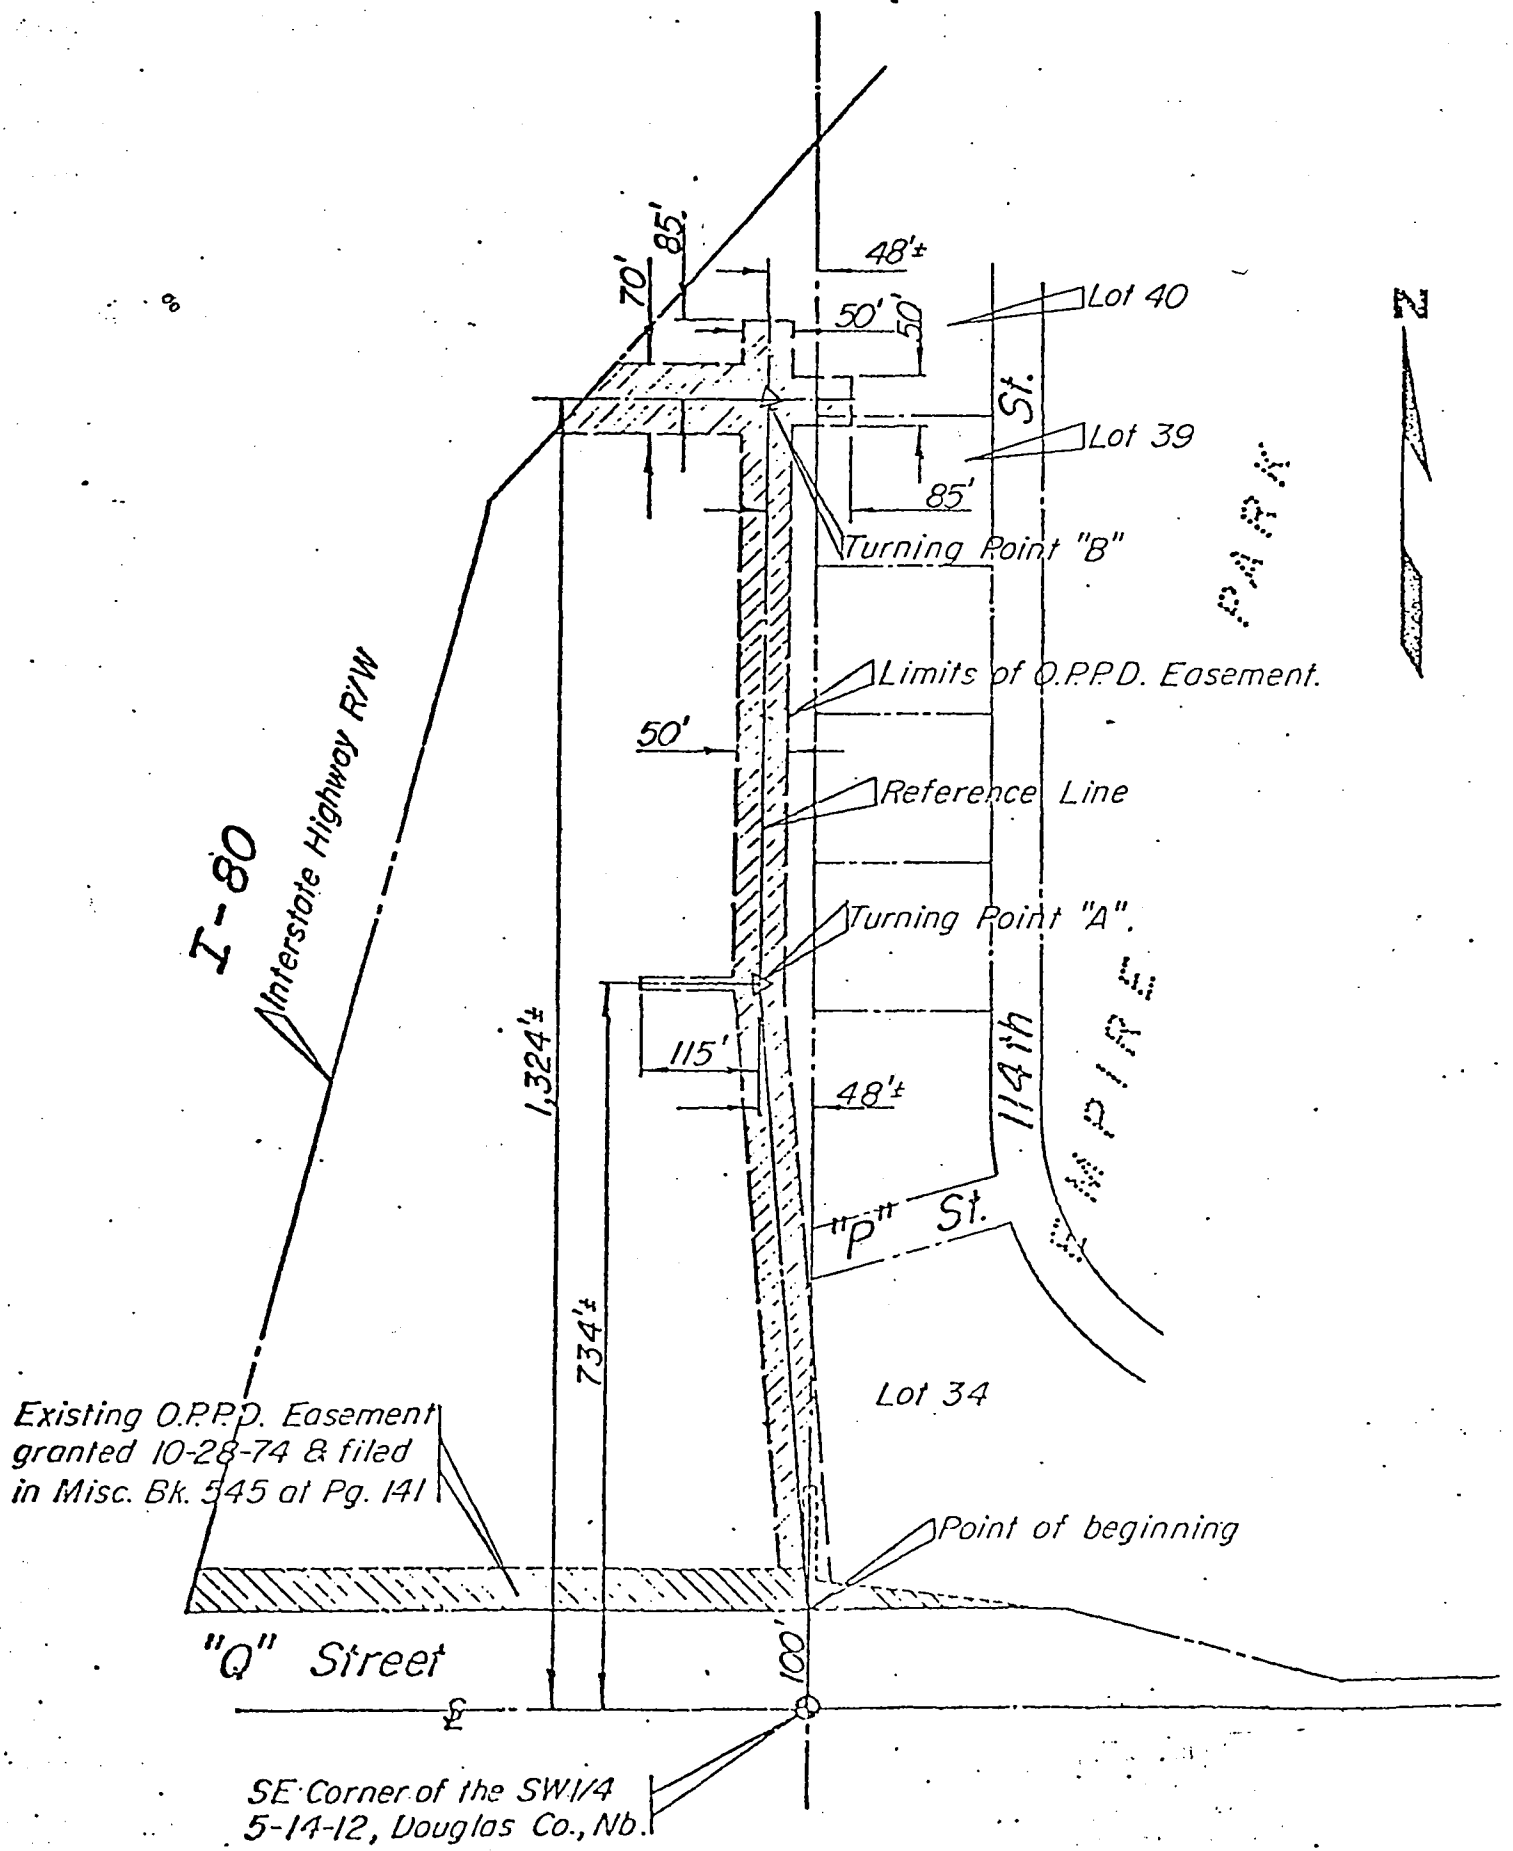 85'
70'
48'±
50'
50'
Lot 40
N
St.
Lot 39
85'
PARK
Turning Point "B"
Limits of O.P.P.D. Easement.
50'
Interstate Highway R/W
Reference Line
I-80
Turning Point "A".
1,324'±
115'
48'±
114th
EMPIRE
"P" St.
734'±
Lot 34
Existing O.P.P.D. Easement
granted 10-28-74 & filed
in Misc. Bk. 545 at Pg. 141
Point of beginning
"Q" Street
100'
℄
SE Corner of the SW1/4
5-14-12, Douglas Co., Nb.